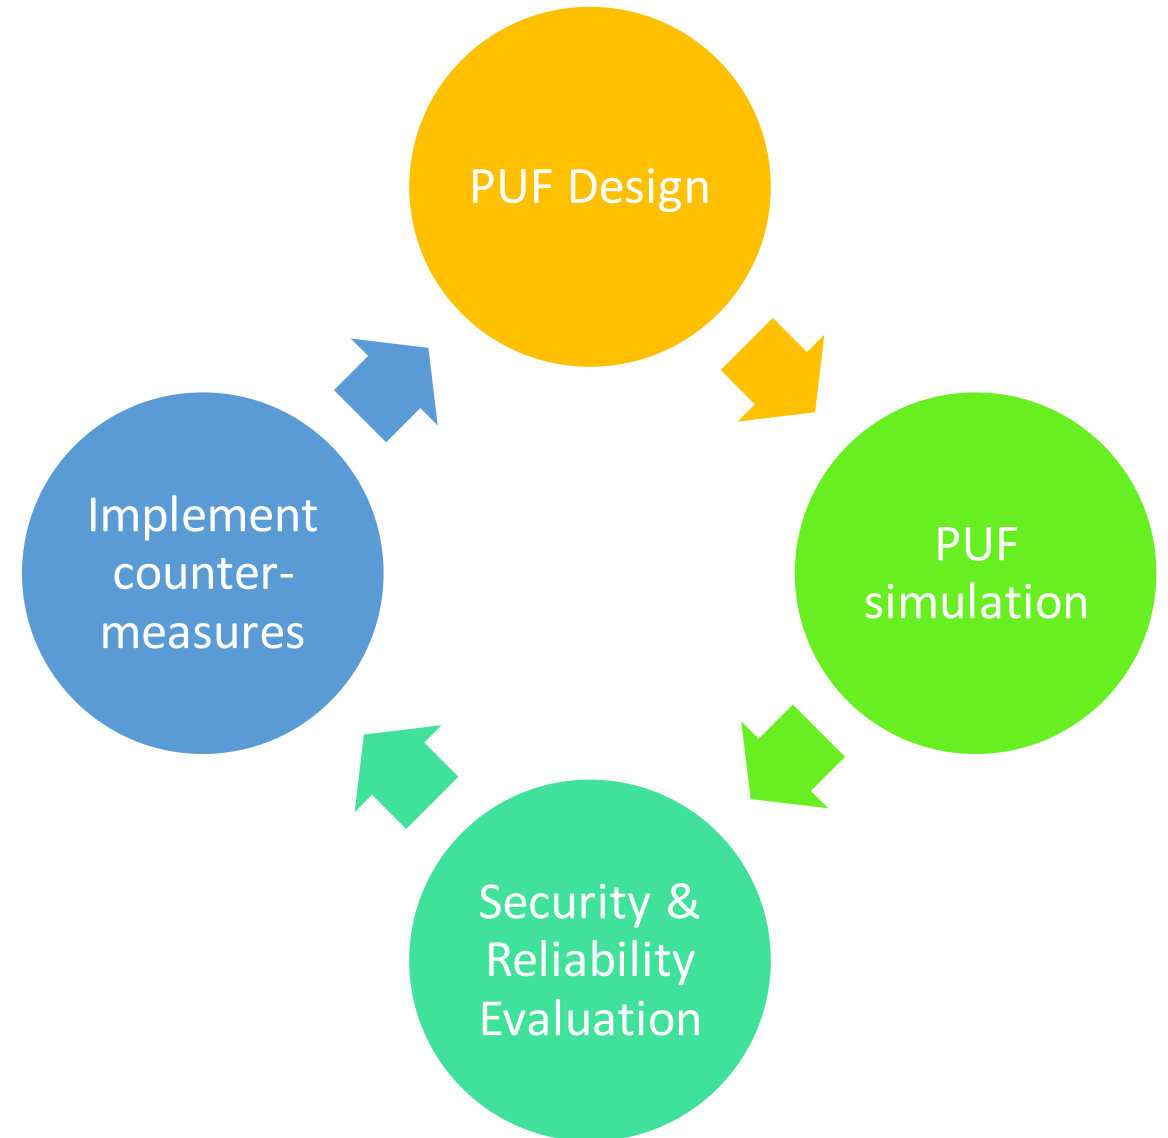 PUF Design
PUF
simulation
Security &
Reliability
Evaluation
Implement
counter-
measures